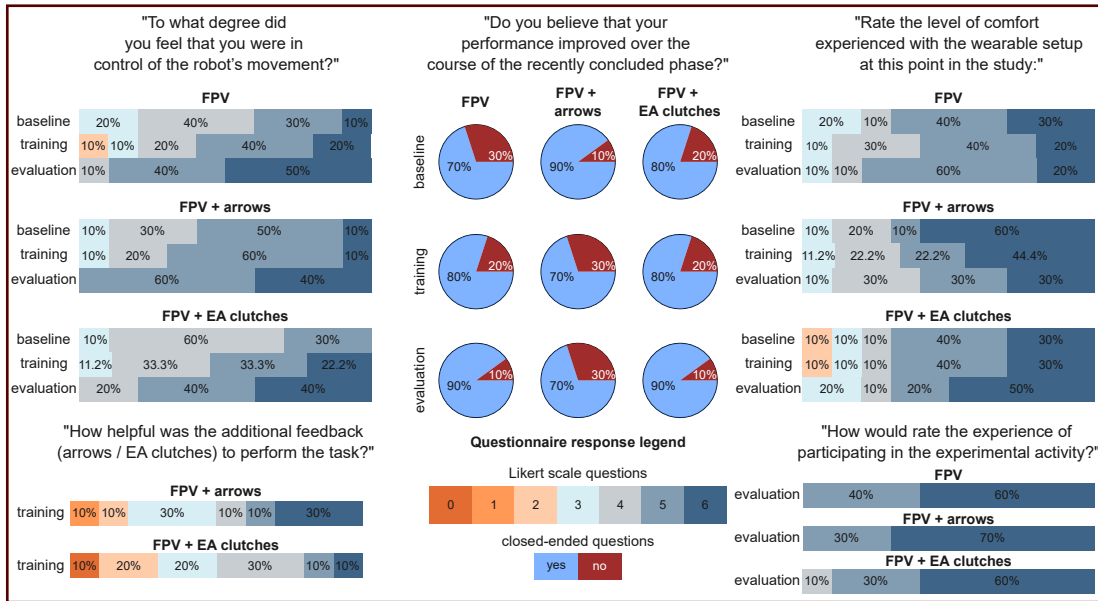 "To what degree did
you feel that you were in
control of the robot's movement?"
FPV
baseline 20% 40% 30% 10%
training 10% 10% 20% 40% 20%
evaluation 10% 40% 50%
FPV + arrows
baseline 10% 30% 50% 10%
training 10% 20% 60% 10%
evaluation 60% 40%
FPV + EA clutches
baseline 10% 60% 30%
training 11.2% 33.3% 33.3% 22.2%
evaluation 20% 40% 40%
"How helpful was the additional feedback
(arrows / EA clutches) to perform the task?"
FPV + arrows
training 10% 10% 30% 10% 10% 30%
FPV + EA clutches
training 10% 20% 20% 30% 10% 10%
"Do you believe that your
performance improved over the
course of the recently concluded phase?"
FPV
FPV +
arrows
FPV +
EA clutches
baseline
70% 30% 90% 10% 80% 20%
training
80% 20% 70% 30% 80% 20%
evaluation
90% 10% 70% 30% 90% 10%
Questionnaire response legend
Likert scale questions
0 1 2 3 4 5 6
closed-ended questions
yes no
"Rate the level of comfort
experienced with the wearable setup
at this point in the study:"
FPV
baseline 20% 10% 40% 30%
training 10% 30% 40% 20%
evaluation 10% 10% 60% 20%
FPV + arrows
baseline 10% 20% 10% 60%
training 11.2% 22.2% 22.2% 44.4%
evaluation 10% 30% 30% 30%
FPV + EA clutches
baseline 10% 10% 10% 40% 30%
training 10% 10% 10% 40% 30%
evaluation 20% 10% 20% 50%
"How would rate the experience of
participating in the experimental activity?"
FPV
evaluation 40% 60%
FPV + arrows
evaluation 30% 70%
FPV + EA clutches
evaluation 10% 30% 60%